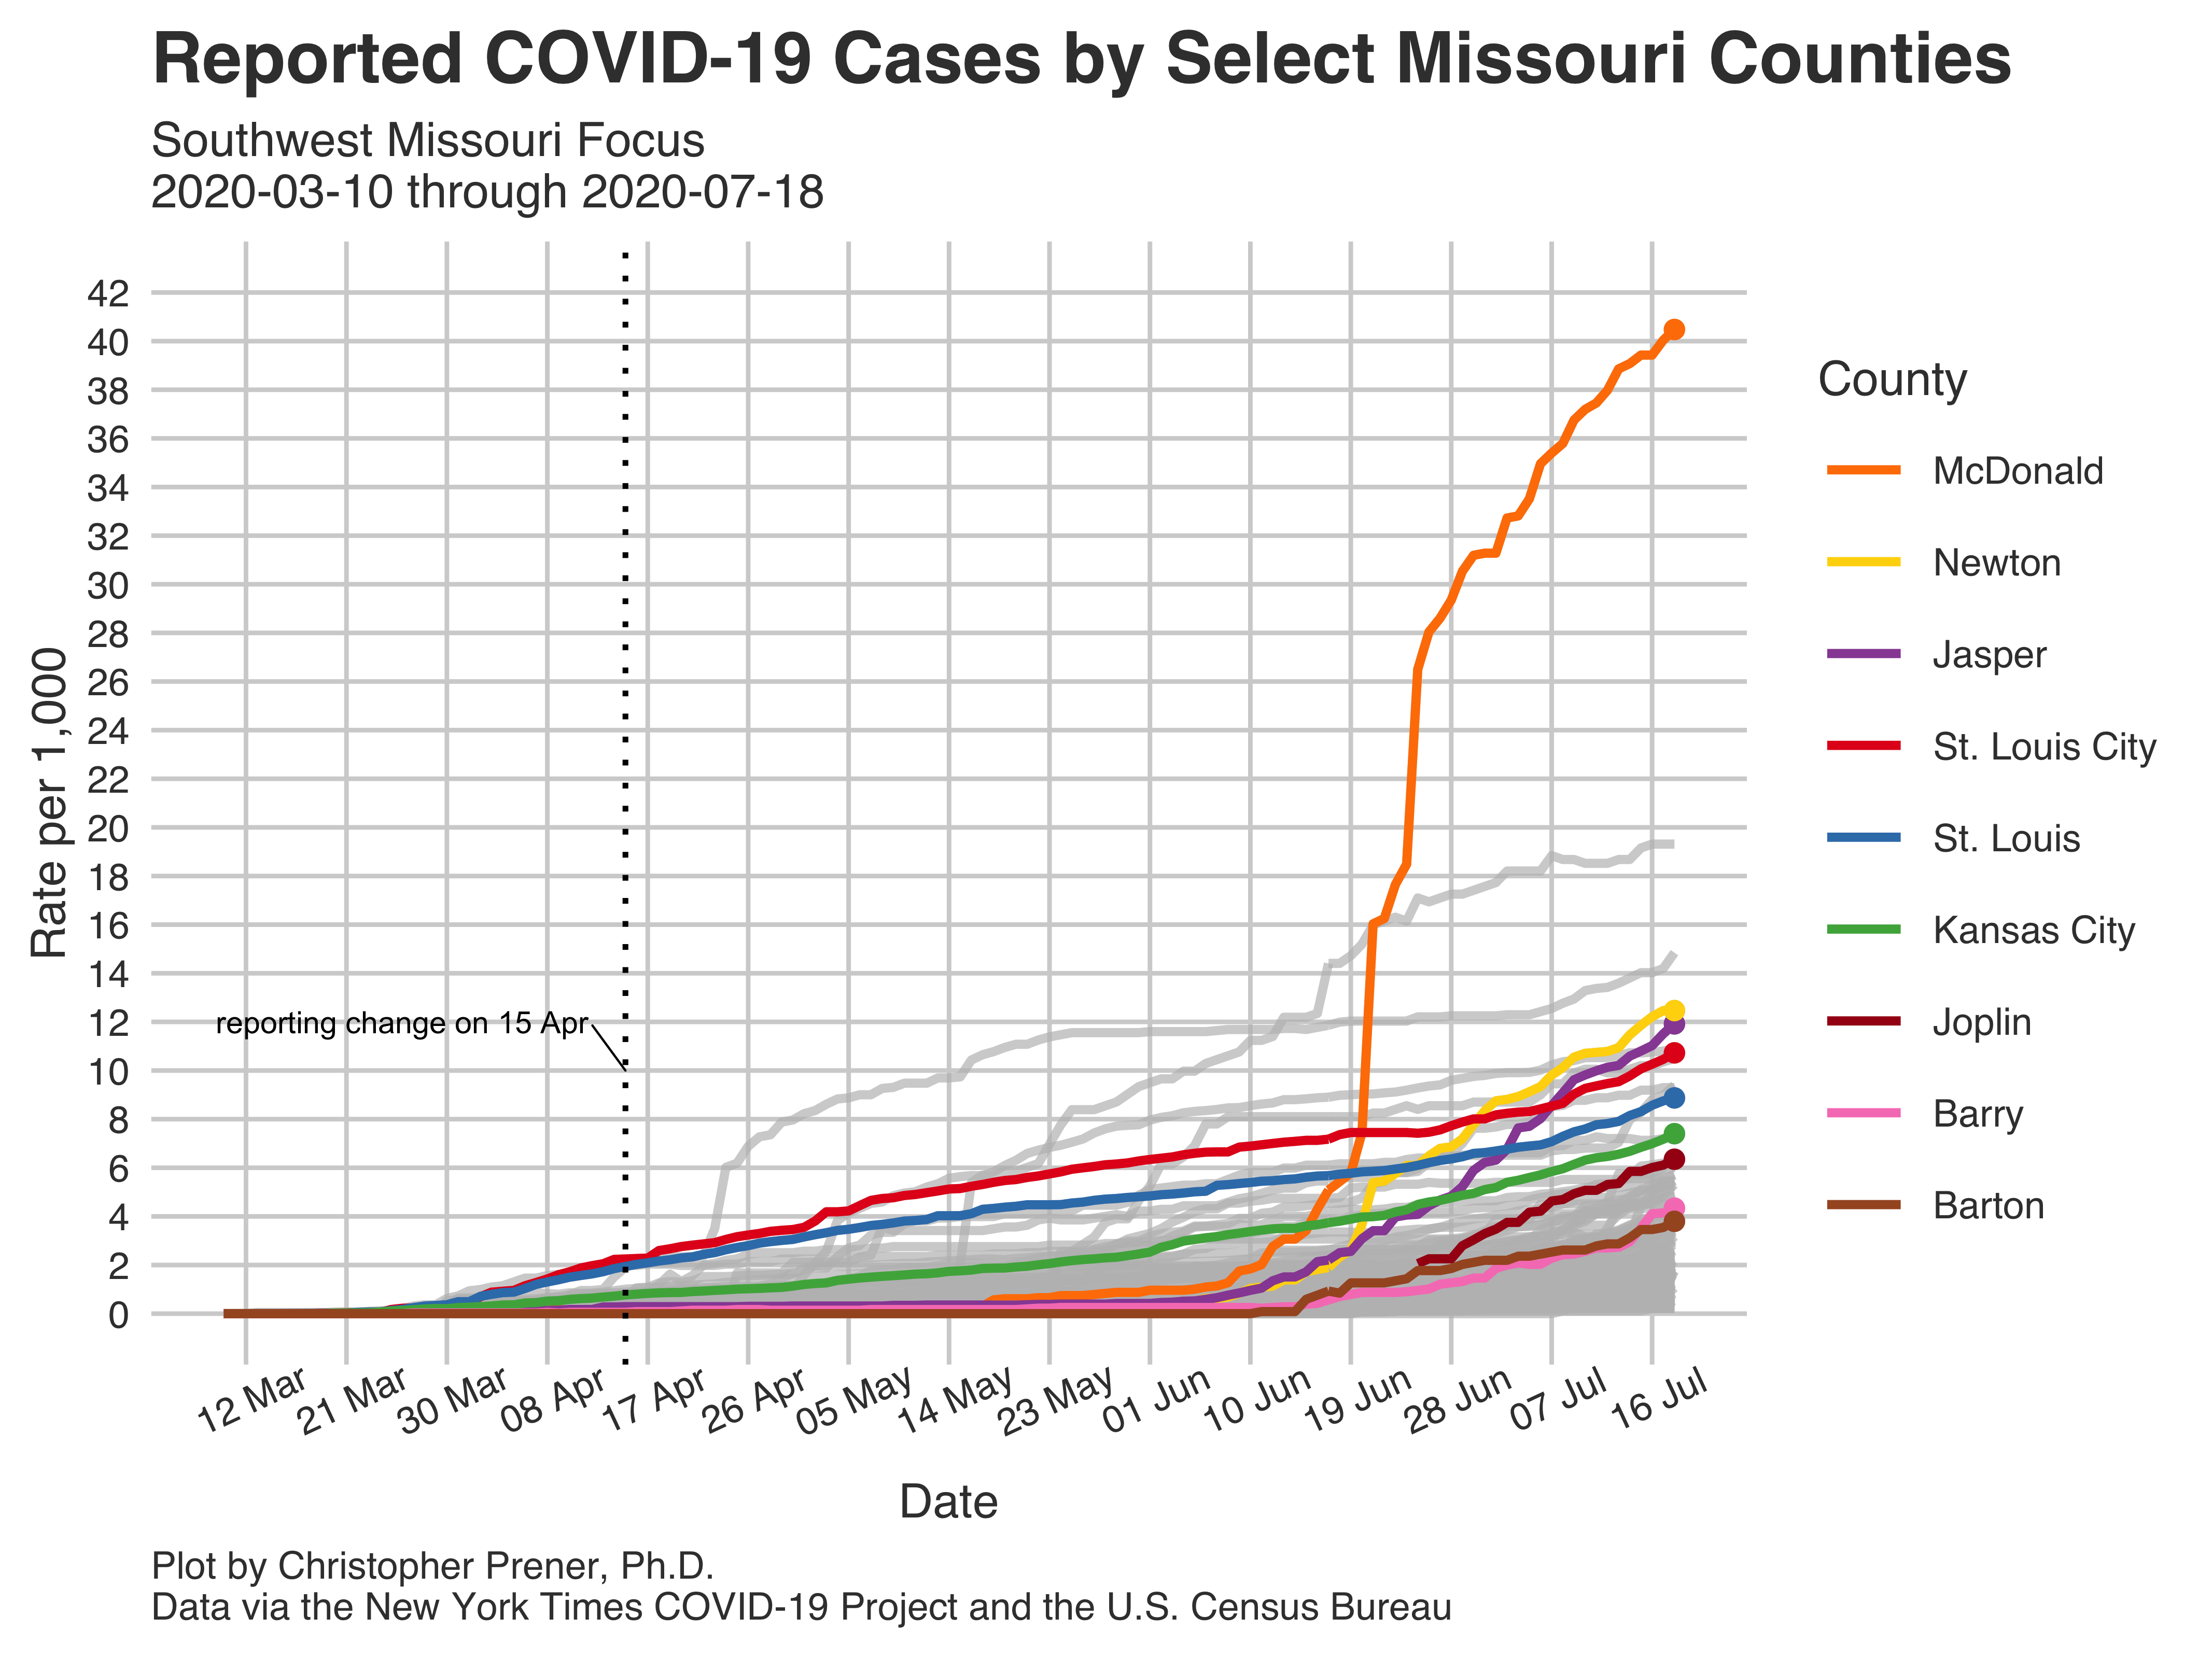 Reported COVID-19 Cases by Select Missouri Counties
Southwest Missouri Focus
2020-03-10 through 2020-07-18
Rate per 1,000
42
40
38
36
34
32
30
28
26
24
22
20
18
16
14
12
10
8
6
4
2
0
reporting change on 15 Apr
12 Mar
21 Mar
30 Mar
08 Apr
17 Apr
26 Apr
05 May
14 May
23 May
01 Jun
10 Jun
19 Jun
28 Jun
07 Jul
16 Jul
Date
County
McDonald
Newton
Jasper
St. Louis City
St. Louis
Kansas City
Joplin
Barry
Barton
Plot by Christopher Prener, Ph.D.
Data via the New York Times COVID-19 Project and the U.S. Census Bureau